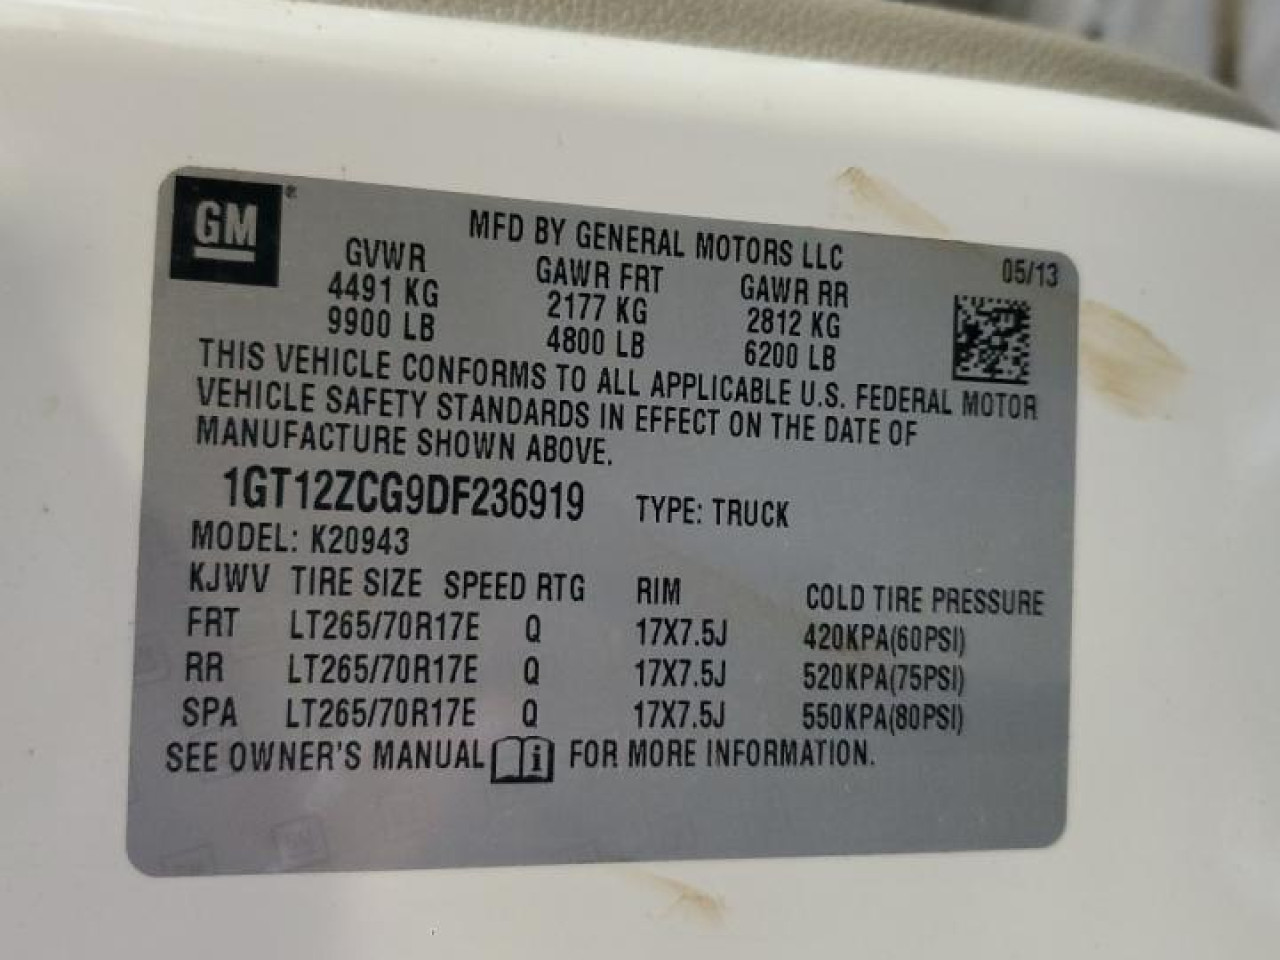 GM ®
MFD BY GENERAL MOTORS LLC
05/13
GVWR GAWR FRT GAWR RR
4491 KG 2177 KG 2812 KG
9900 LB 4800 LB 6200 LB
THIS VEHICLE CONFORMS TO ALL APPLICABLE U.S. FEDERAL MOTOR
VEHICLE SAFETY STANDARDS IN EFFECT ON THE DATE OF
MANUFACTURE SHOWN ABOVE.
1GT12ZCG9DF236919 TYPE: TRUCK
MODEL: K20943
KJWV TIRE SIZE SPEED RTG RIM COLD TIRE PRESSURE
FRT LT265/70R17E Q 17X7.5J 420KPA(60PSI)
RR LT265/70R17E Q 17X7.5J 520KPA(75PSI)
SPA LT265/70R17E Q 17X7.5J 550KPA(80PSI)
SEE OWNER'S MANUAL i FOR MORE INFORMATION.